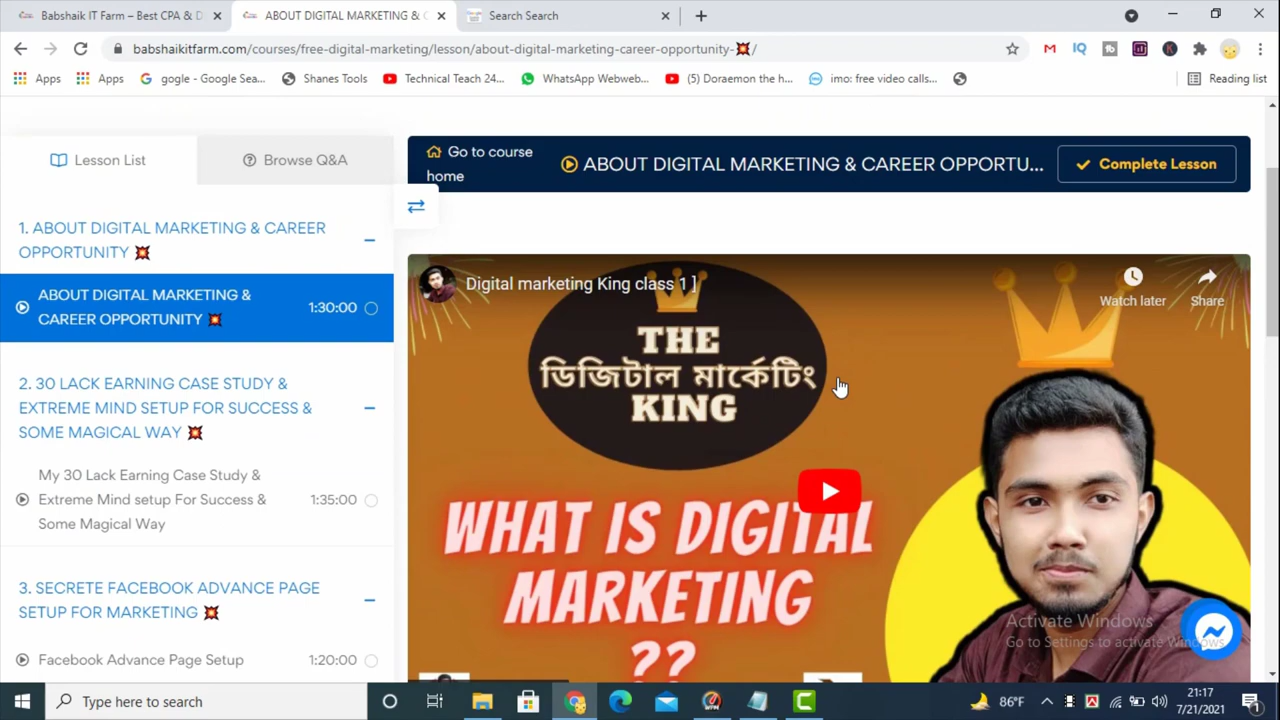 Babshaik IT Farm – Best CPA & D
ABOUT DIGITAL MARKETING & C
Search Search
babshaikitfarm.com/courses/free-digital-marketing/lesson/about-digital-marketing-career-opportunity-💥/
Apps
Apps
gogle - Google Sea...
Shanes Tools
Technical Teach 24...
WhatsApp Webweb...
(5) Doraemon the h...
imo: free video calls...
Reading list
Lesson List
Browse Q&A
Go to course
home
ABOUT DIGITAL MARKETING & CAREER OPPORTU...
Complete Lesson
1. ABOUT DIGITAL MARKETING & CAREER
OPPORTUNITY 💥
ABOUT DIGITAL MARKETING &
CAREER OPPORTUNITY 💥
1:30:00
2. 30 LACK EARNING CASE STUDY &
EXTREME MIND SETUP FOR SUCCESS &
SOME MAGICAL WAY 💥
My 30 Lack Earning Case Study &
Extreme Mind setup For Success &
Some Magical Way
1:35:00
3. SECRETE FACEBOOK ADVANCE PAGE
SETUP FOR MARKETING 💥
Facebook Advance Page Setup
1:20:00
Digital marketing King class 1 ]
Watch later
Share
THE
ডিজিটাল মার্কেটিং
KING
WHAT IS DIGITAL
MARKETING
??
Activate Windows
Go to Settings to activate Windows.
Type here to search
86°F
21:17
7/21/2021